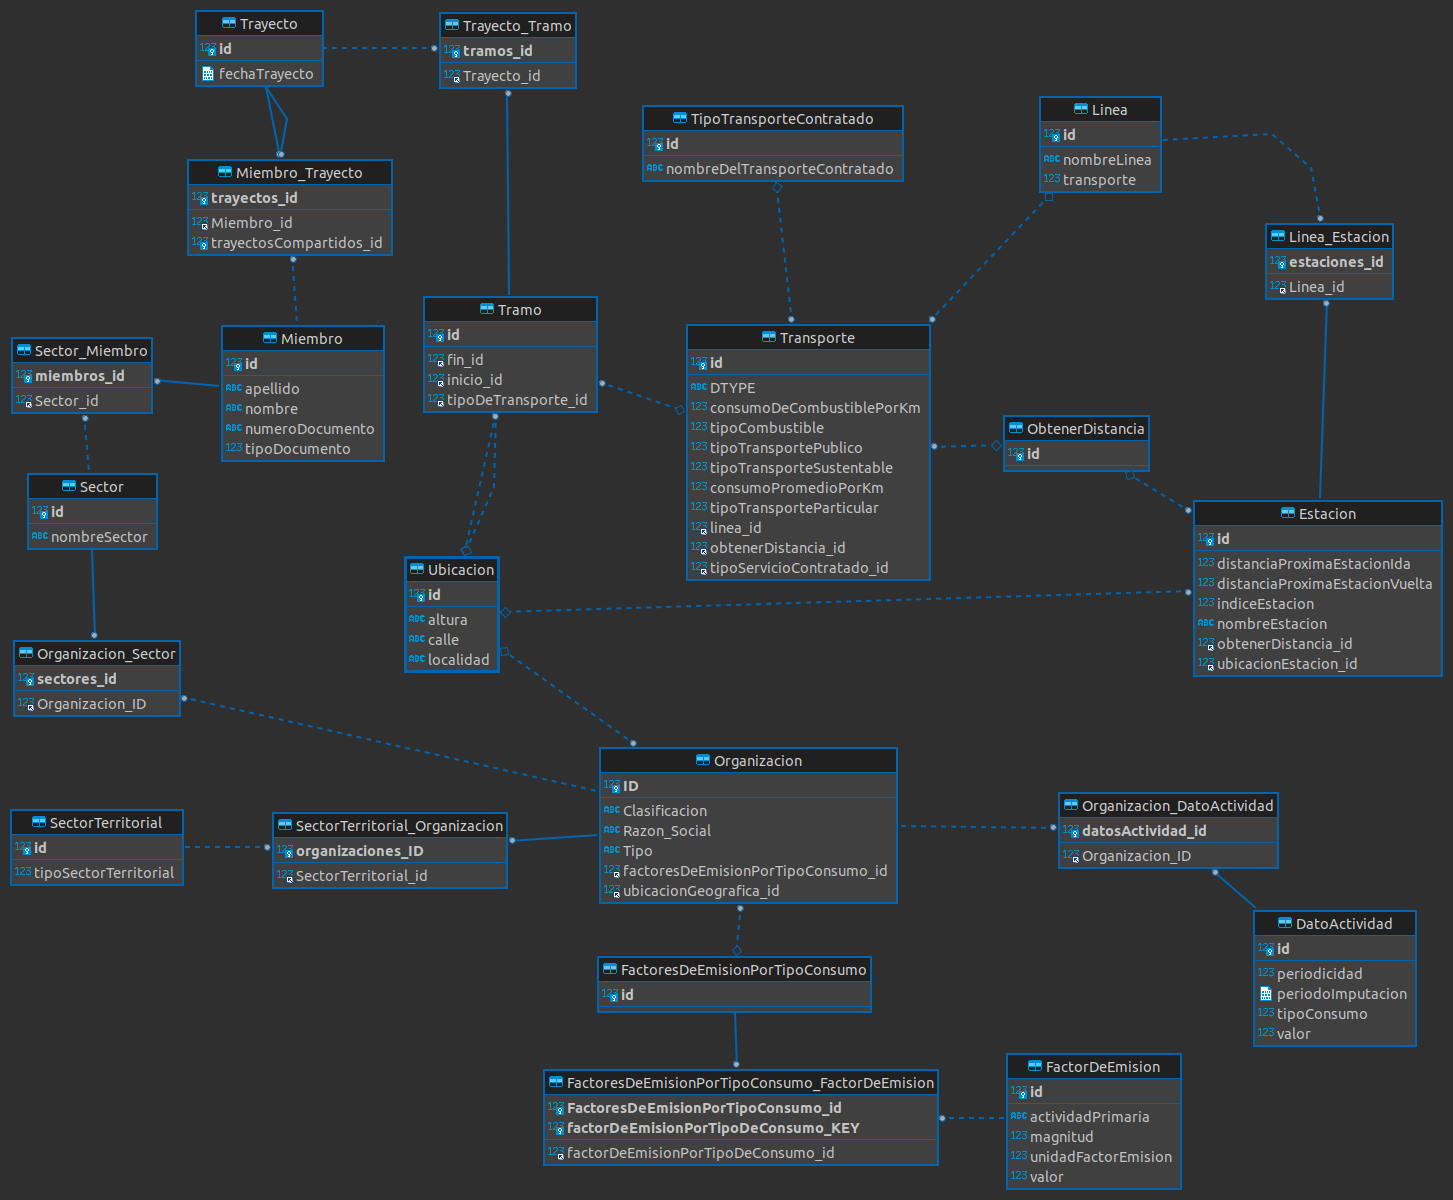 Trayecto
id
fechaTrayecto
Trayecto_Tramo
tramos_id
Trayecto_id
TipoTransporteContratado
id
nombreDelTransporteContratado
Linea
id
nombreLinea
transporte
Miembro_Trayecto
trayectos_id
Miembro_id
trayectosCompartidos_id
Linea_Estacion
estaciones_id
Linea_id
Tramo
id
fin_id
inicio_id
tipoDeTransporte_id
Sector_Miembro
miembros_id
Sector_id
Miembro
id
apellido
nombre
numeroDocumento
tipoDocumento
Transporte
id
DTYPE
consumoDeCombustiblePorKm
tipoCombustible
tipoTransportePublico
tipoTransporteSustentable
consumoPromedioPorKm
tipoTransporteParticular
linea_id
obtenerDistancia_id
tipoServicioContratado_id
ObtenerDistancia
id
Sector
id
nombreSector
Estacion
id
distanciaProximaEstacionIda
distanciaProximaEstacionVuelta
indiceEstacion
nombreEstacion
obtenerDistancia_id
ubicacionEstacion_id
Ubicacion
id
altura
calle
localidad
Organizacion_Sector
sectores_id
Organizacion_ID
Organizacion
ID
Clasificacion
Razon_Social
Tipo
factoresDeEmisionPorTipoConsumo_id
ubicacionGeografica_id
SectorTerritorial
id
tipoSectorTerritorial
SectorTerritorial_Organizacion
organizaciones_ID
SectorTerritorial_id
Organizacion_DatoActividad
datosActividad_id
Organizacion_ID
DatoActividad
id
periodicidad
periodoImputacion
tipoConsumo
valor
FactoresDeEmisionPorTipoConsumo
id
FactoresDeEmisionPorTipoConsumo_FactorDeEmision
FactoresDeEmisionPorTipoConsumo_id
factorDeEmisionPorTipoDeConsumo_KEY
factorDeEmisionPorTipoDeConsumo_id
FactorDeEmision
id
actividadPrimaria
magnitud
unidadFactorEmision
valor